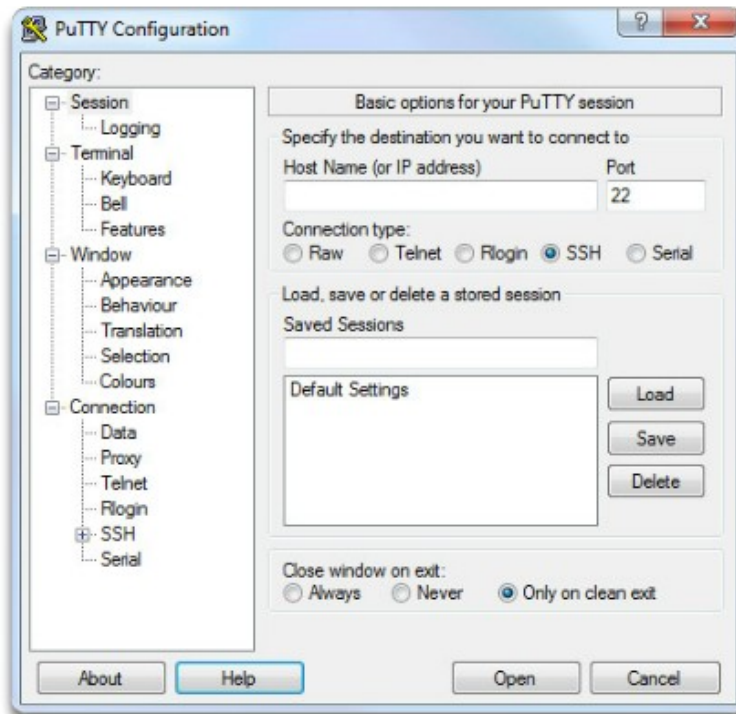 PuTTY Configuration
?
X
Category:
Session
Logging
Terminal
Keyboard
Bell
Features
Window
Appearance
Behaviour
Translation
Selection
Colours
Connection
Data
Proxy
Telnet
Rlogin
SSH
Serial
Basic options for your PuTTY session
Specify the destination you want to connect to
Host Name (or IP address) Port
22
Connection type:
Raw Telnet Rlogin SSH Serial
Load, save or delete a stored session
Saved Sessions
Default Settings
Load
Save
Delete
Close window on exit:
Always Never Only on clean exit
About Help Open Cancel